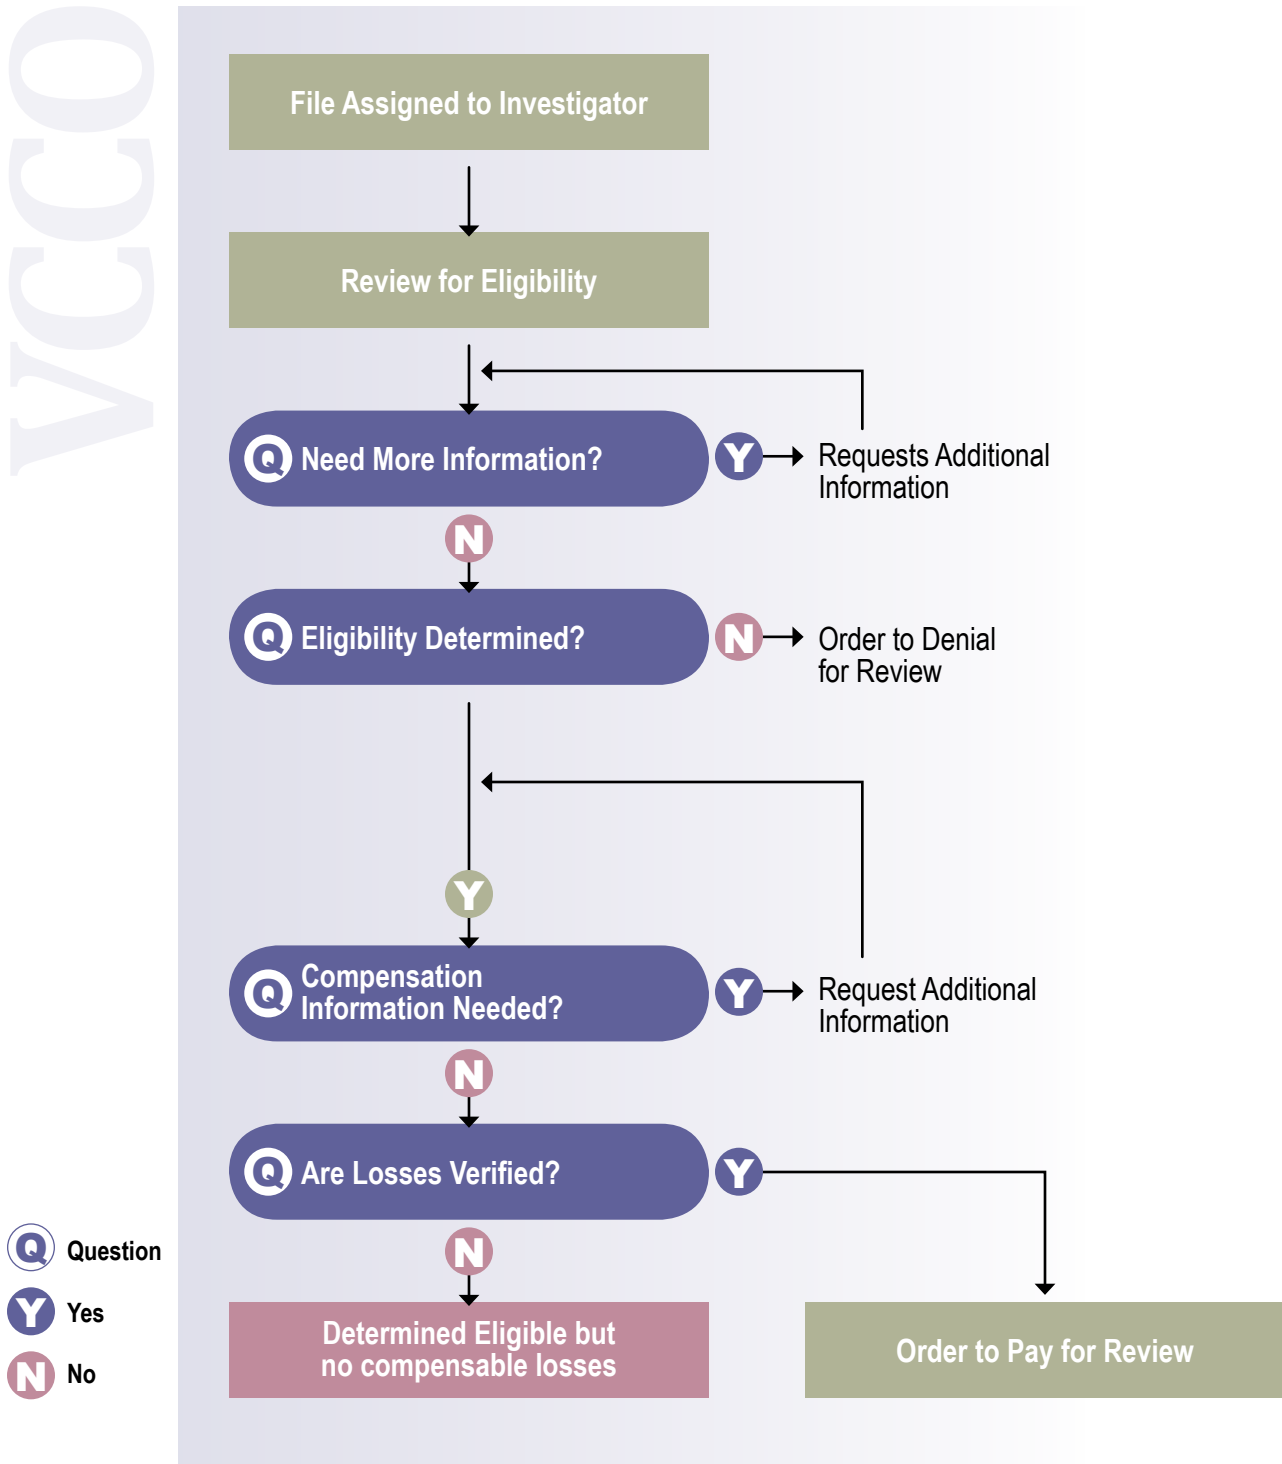 VCCO
File Assigned to Investigator
Review for Eligibility
Q Need More Information?
Y
Requests Additional
Information
N
Q Eligibility Determined?
N
Order to Denial
for Review
Y
Q Compensation
Information Needed?
Y
Request Additional
Information
N
Q Are Losses Verified?
Y
N
Determined Eligible but
no compensable losses
Order to Pay for Review
Q Question
Y Yes
N No